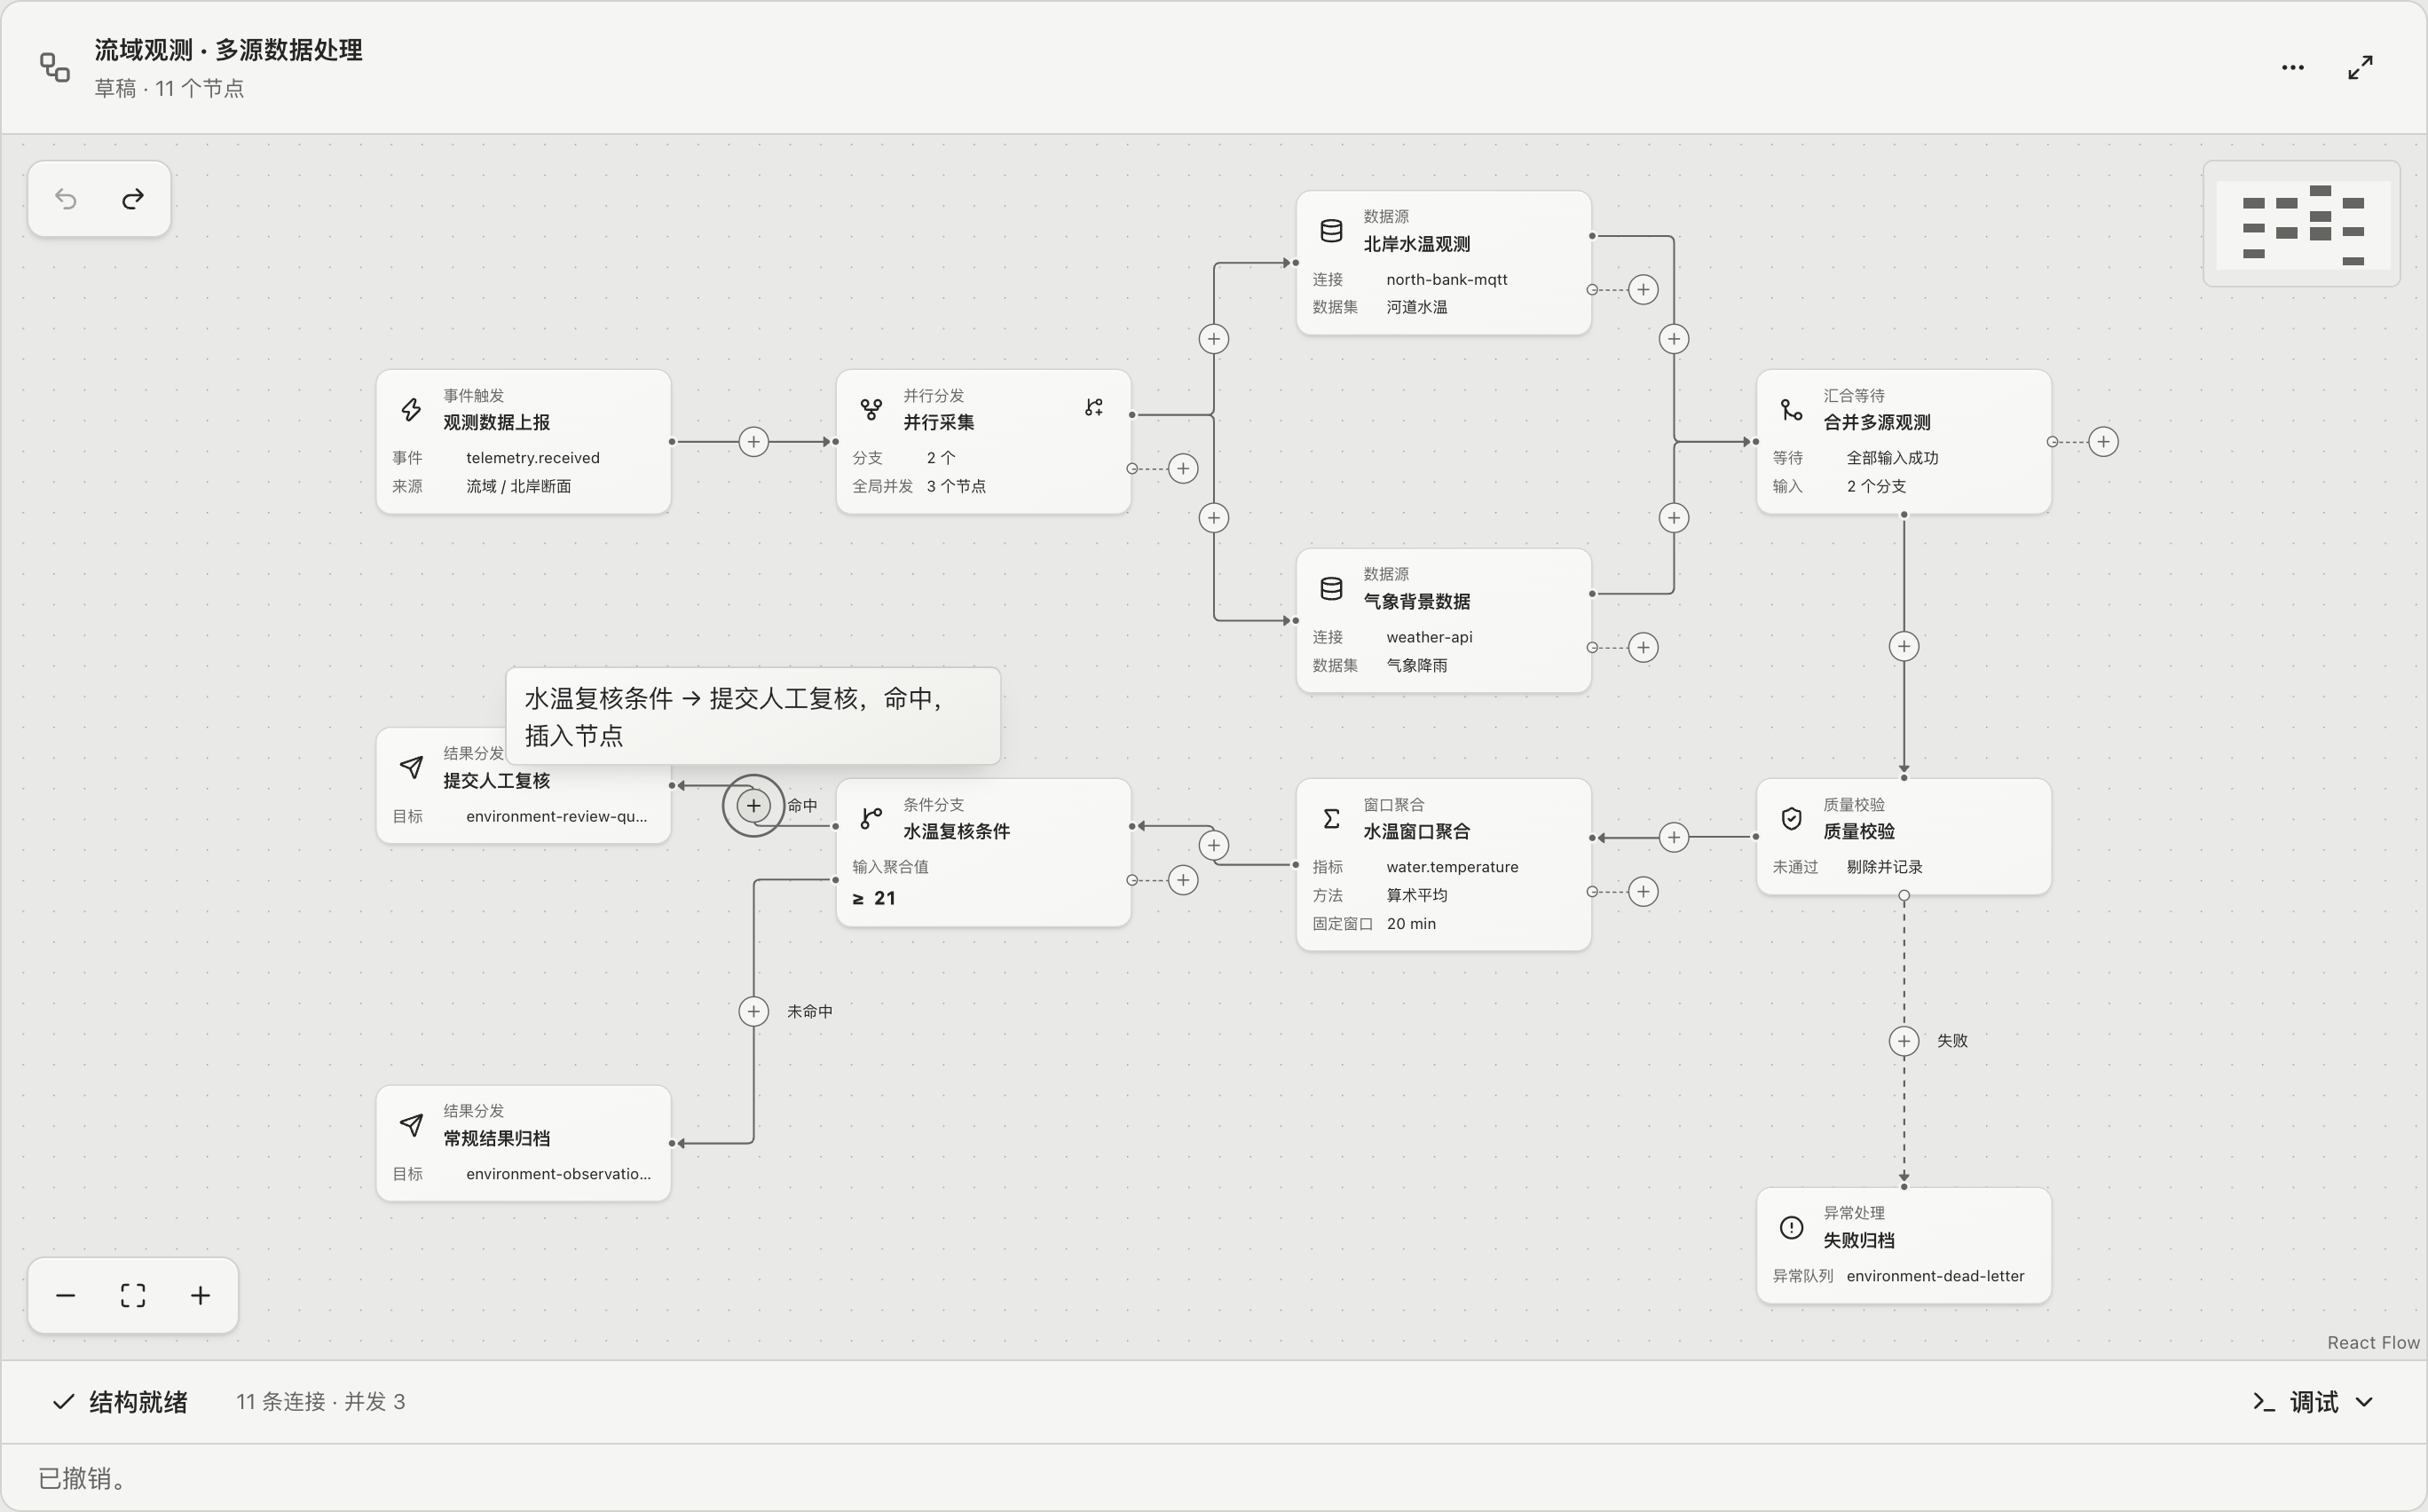 流域观测 · 多源数据处理
草稿 · 11 个节点
数据源
北岸水温观测
连接 north-bank-mqtt
数据集 河道水温
事件触发
观测数据上报
事件 telemetry.received
来源 流域 / 北岸断面
并行分发
并行采集
分支 2 个
全局并发 3 个节点
汇合等待
合并多源观测
等待 全部输入成功
输入 2 个分支
数据源
气象背景数据
连接 weather-api
数据集 气象降雨
水温复核条件 → 提交人工复核，命中，
插入节点
结果分发
提交人工复核
目标 environment-review-qu...
命中
条件分支
水温复核条件
输入聚合值
≥ 21
窗口聚合
水温窗口聚合
指标 water.temperature
方法 算术平均
固定窗口 20 min
质量校验
质量校验
未通过 剔除并记录
未命中
失败
结果分发
常规结果归档
目标 environment-observatio...
异常处理
失败归档
异常队列 environment-dead-letter
React Flow
结构就绪 11 条连接 · 并发 3
调试
已撤销。